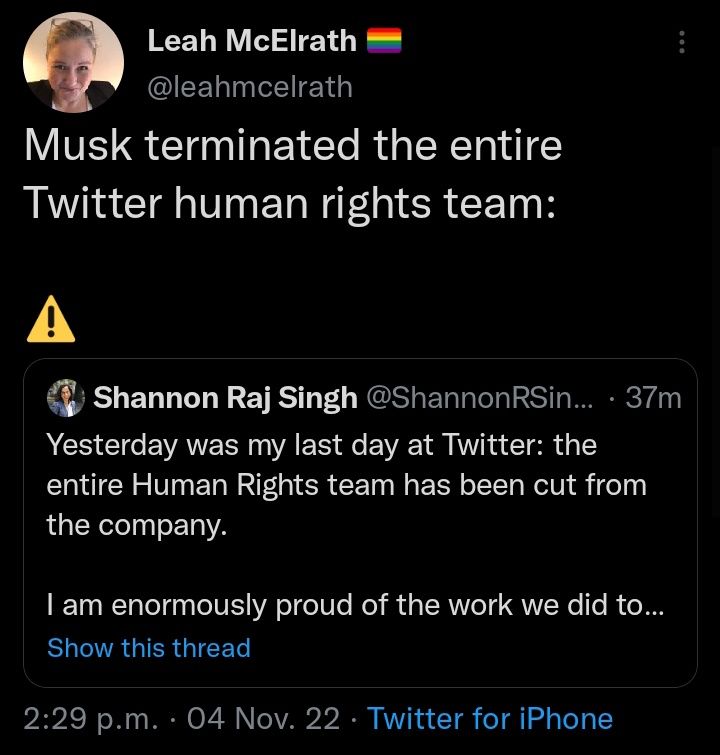 Leah McElrath 🏳️‍🌈
@leahmcelrath
Musk terminated the entire
Twitter human rights team:
⚠️
Shannon Raj Singh @ShannonRSin... · 37m
Yesterday was my last day at Twitter: the
entire Human Rights team has been cut from
the company.
I am enormously proud of the work we did to...
Show this thread
2:29 p.m. · 04 Nov. 22 · Twitter for iPhone